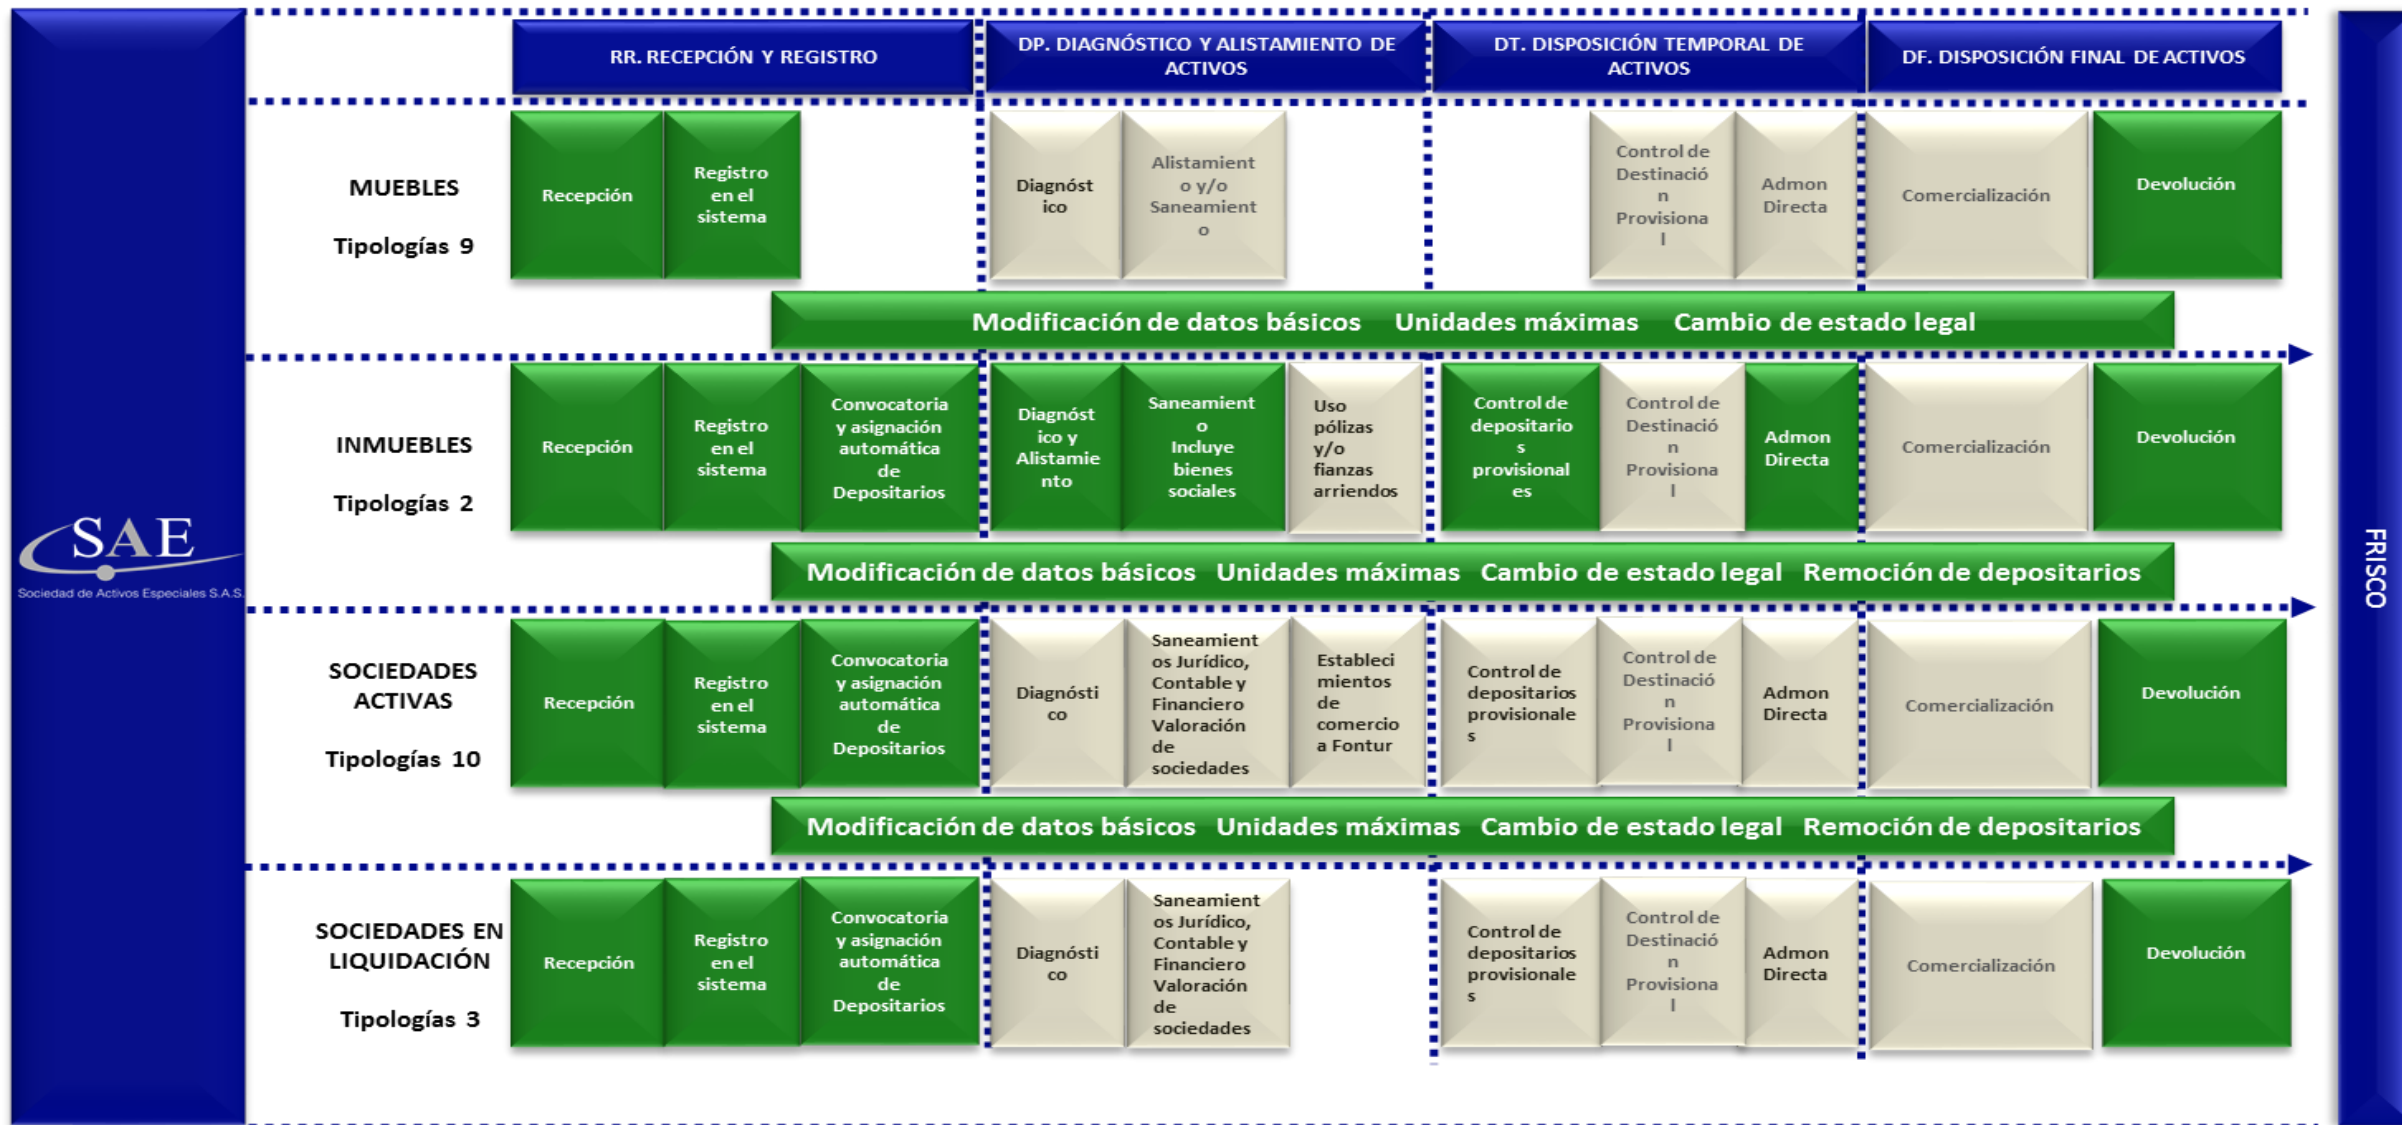 RR. RECEPCIÓN Y REGISTRO
DP. DIAGNÓSTICO Y ALISTAMIENTO DE
ACTIVOS
DT. DISPOSICIÓN TEMPORAL DE
ACTIVOS
DF. DISPOSICIÓN FINAL DE ACTIVOS
MUEBLES
Tipologías 9
Recepción
Registro
en el
sistema
Diagnóst
ico
Alistamient
o y/o
Saneamient
o
Control de
Destinació
n
Provisiona
l
Admon
Directa
Comercialización
Devolución
Modificación de datos básicos Unidades máximas Cambio de estado legal
INMUEBLES
Tipologías 2
Recepción
Registro
en el
sistema
Convocatoria
y asignación
automática
de
Depositarios
Diagnóst
ico y
Alistamie
nto
Saneamient
o
Incluye
bienes
sociales
Uso
pólizas
y/o
fianzas
arriendos
Control de
depositario
s
provisional
es
Control de
Destinació
n
Provisiona
l
Admon
Directa
Comercialización
Devolución
Modificación de datos básicos Unidades máximas Cambio de estado legal Remoción de depositarios
SOCIEDADES
ACTIVAS
Tipologías 10
Recepción
Registro
en el
sistema
Convocatoria
y asignación
automática
de
Depositarios
Diagnósti
co
Saneamient
os Jurídico,
Contable y
Financiero
Valoración
de
sociedades
Estableci
mientos
de
comercio
a Fontur
Control de
depositarios
provisionale
s
Control de
Destinació
n
Provisiona
l
Admon
Directa
Comercialización
Devolución
Modificación de datos básicos Unidades máximas Cambio de estado legal Remoción de depositarios
SOCIEDADES EN
LIQUIDACIÓN
Tipologías 3
Recepción
Registro
en el
sistema
Convocatoria
y asignación
automática
de
Depositarios
Diagnósti
co
Saneamient
os Jurídico,
Contable y
Financiero
Valoración
de
sociedades
Control de
depositarios
provisionale
s
Control de
Destinació
n
Provisiona
l
Admon
Directa
Comercialización
Devolución
SAE
Sociedad de Activos Especiales S.A.S.
FRISCO